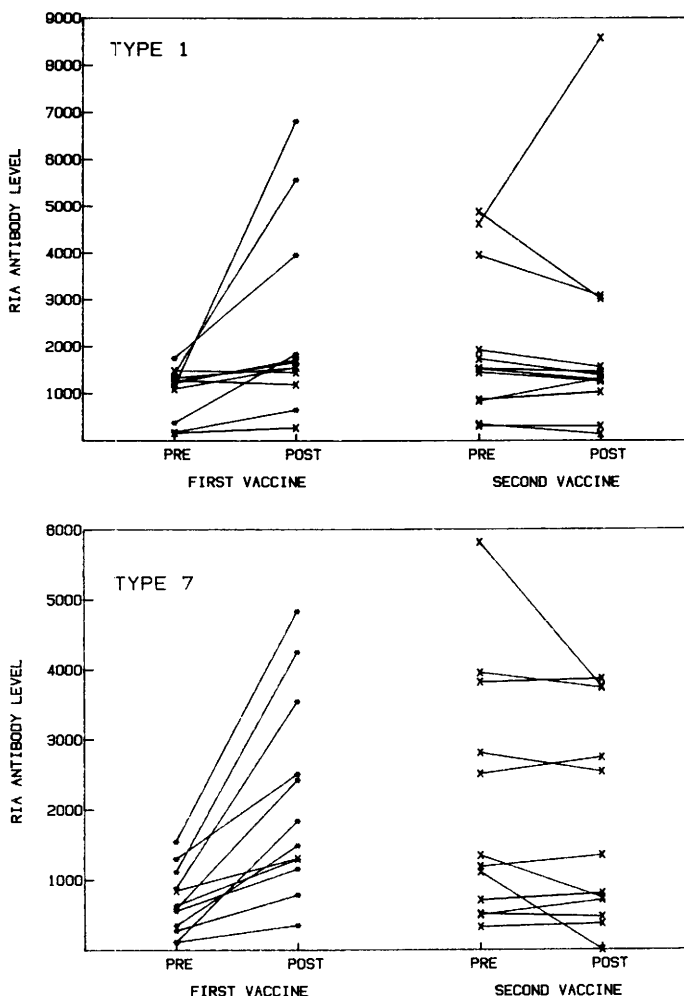 TYPE 1
9000
8000
7000
6000
5000
4000
3000
2000
1000
RIA ANTIBODY LEVEL
PRE POST PRE POST
FIRST VACCINE SECOND VACCINE
TYPE 7
6000
5000
4000
3000
2000
1000
RIA ANTIBODY LEVEL
PRE POST PRE POST
FIRST VACCINE SECOND VACCINE